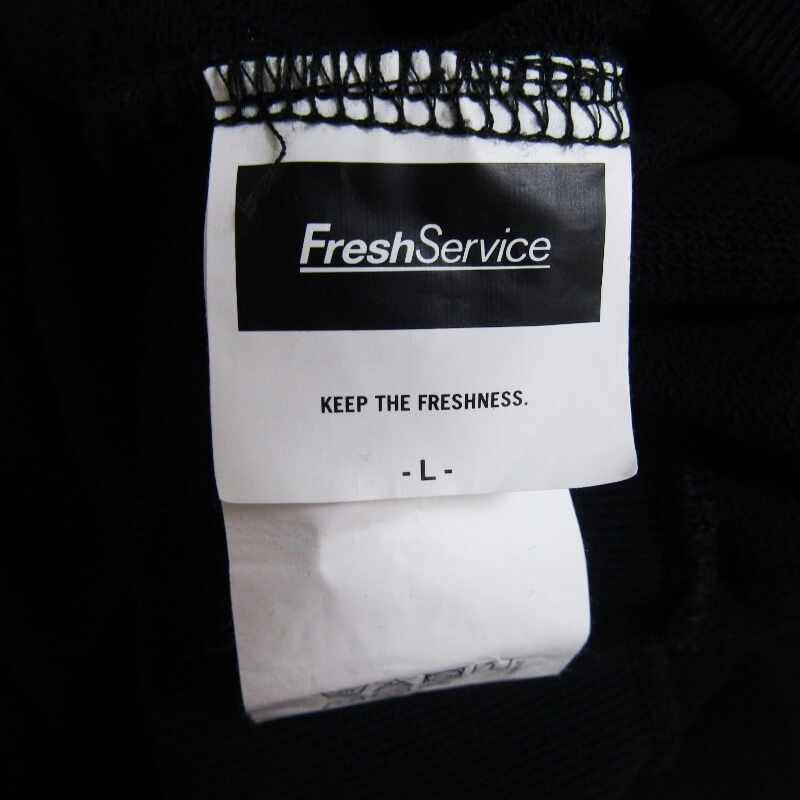 FreshService
KEEP THE FRESHNESS.
- L -